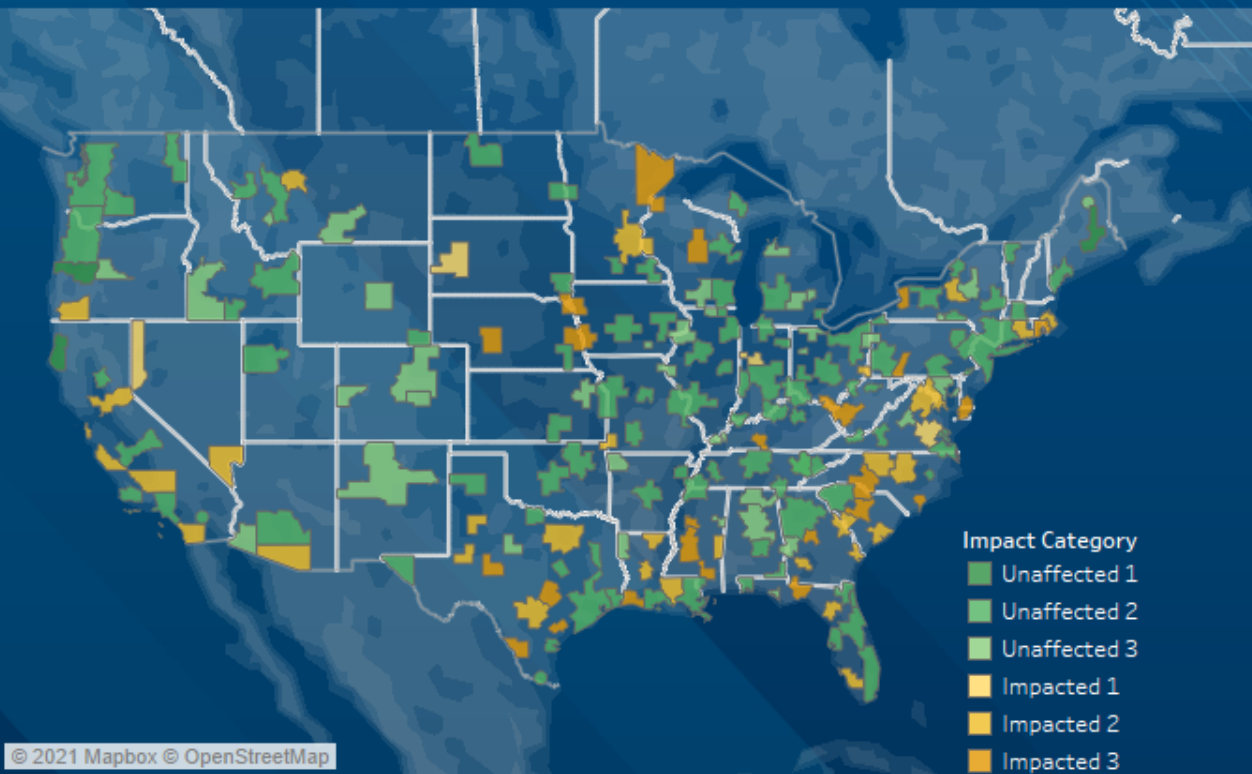 Impact Category
Unaffected 1
Unaffected 2
Unaffected 3
Impacted 1
Impacted 2
Impacted 3
© 2021 Mapbox © OpenStreetMap